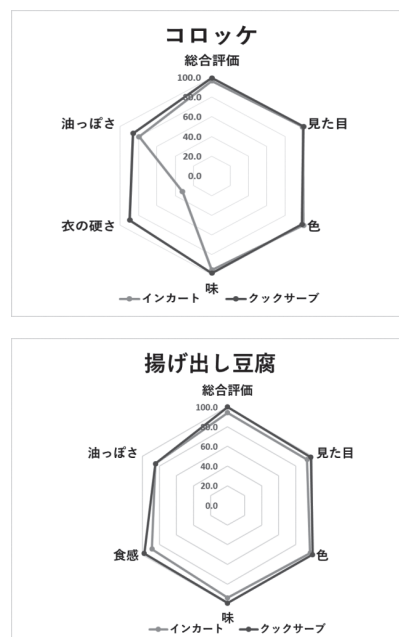 コロッケ
総合評価
100.0
80.0
60.0
40.0
20.0
0.0
油っぽさ
見た目
衣の硬さ
色
味
インカート クックサーブ
揚げ出し豆腐
総合評価
100.0
80.0
60.0
40.0
20.0
0.0
油っぽさ
見た目
食感
色
味
インカート クックサーブ